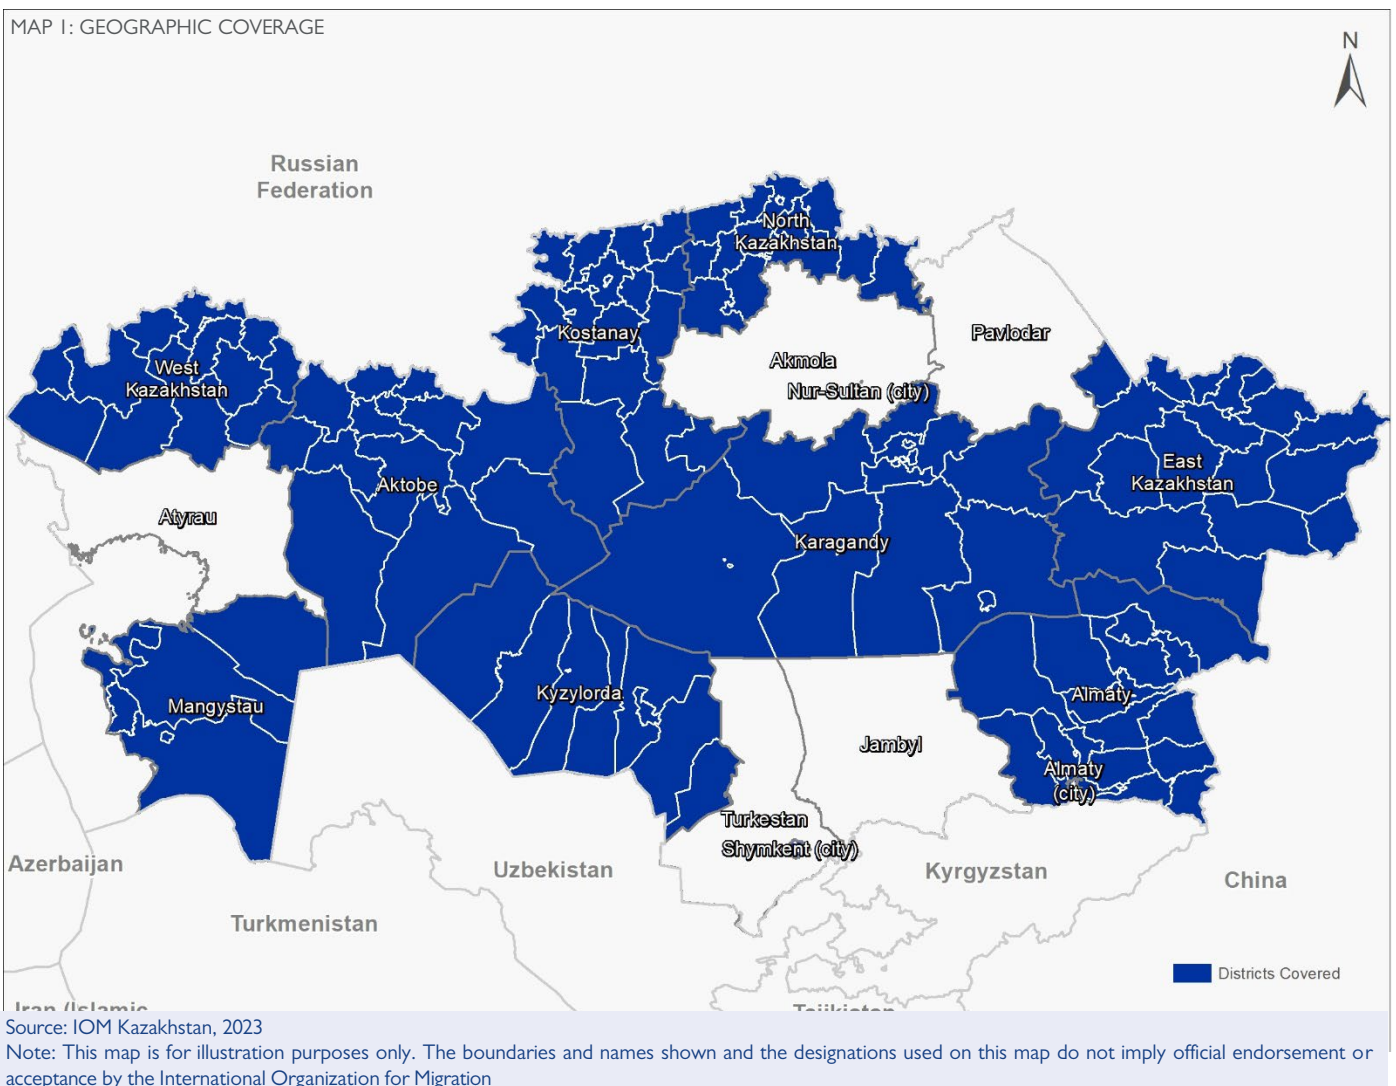 MAP 1: GEOGRAPHIC COVERAGE
N
Russian
Federation
North
Kazakhstan
Kostanay
Pavlodar
Akmola
Nur-Sultan (city)
West
Kazakhstan
East
Kazakhstan
Aktobe
Atyrau
Karagandy
Kyzylorda
Mangystau
Almaty
Jambyl
Almaty
(city)
Turkestan
Shymkent (city)
Azerbaijan
Uzbekistan
Kyrgyzstan
China
Turkmenistan
Districts Covered
Iran (Islamic
Tajikistan
Source: IOM Kazakhstan, 2023
Note: This map is for illustration purposes only. The boundaries and names shown and the designations used on this map do not imply official endorsement or
acceptance by the International Organization for Migration